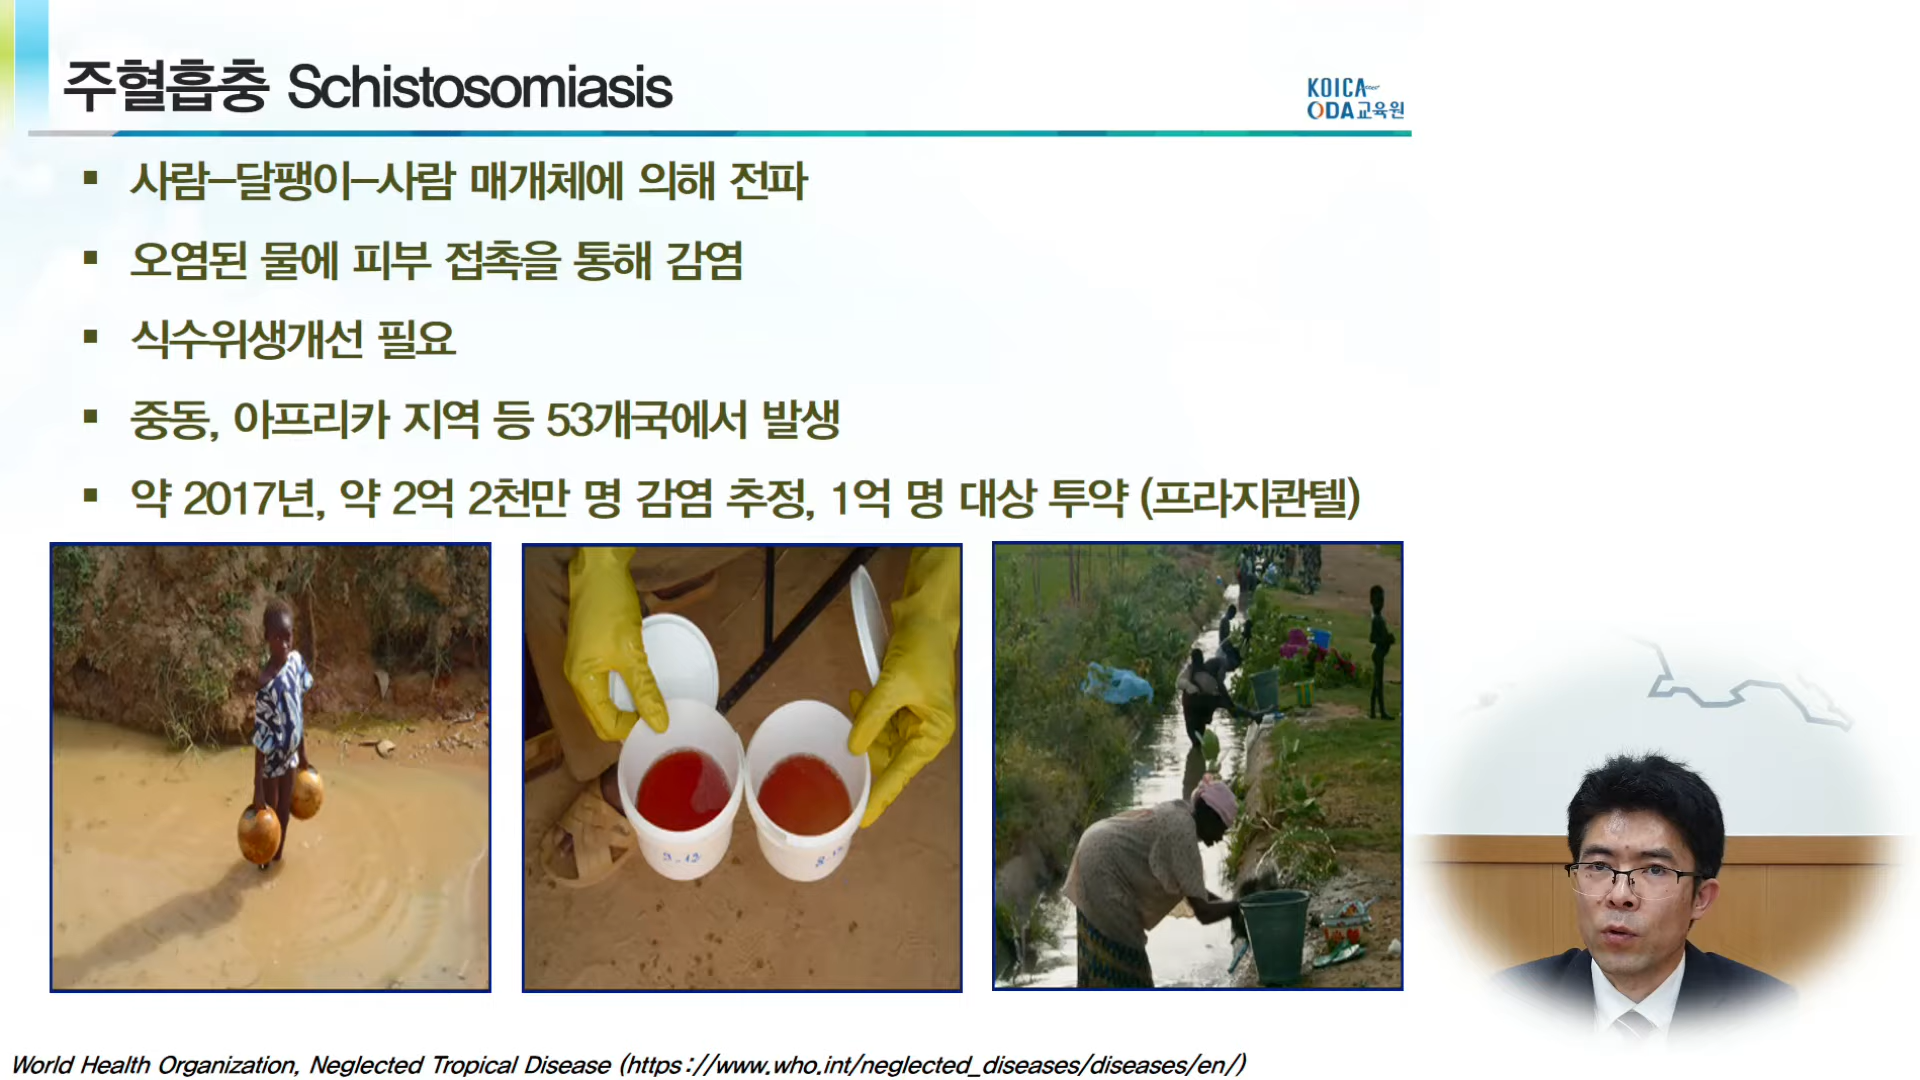 주혈흡충 Schistosomiasis
KOICA
ODA교육원
▪ 사람–달팽이–사람 매개체에 의해 전파
▪ 오염된 물에 피부 접촉을 통해 감염
▪ 식수위생개선 필요
▪ 중동, 아프리카 지역 등 53개국에서 발생
▪ 약 2017년, 약 2억 2천만 명 감염 추정, 1억 명 대상 투약 (프라지콴텔)
World Health Organization, Neglected Tropical Disease (https://www.who.int/neglected_diseases/diseases/en/)